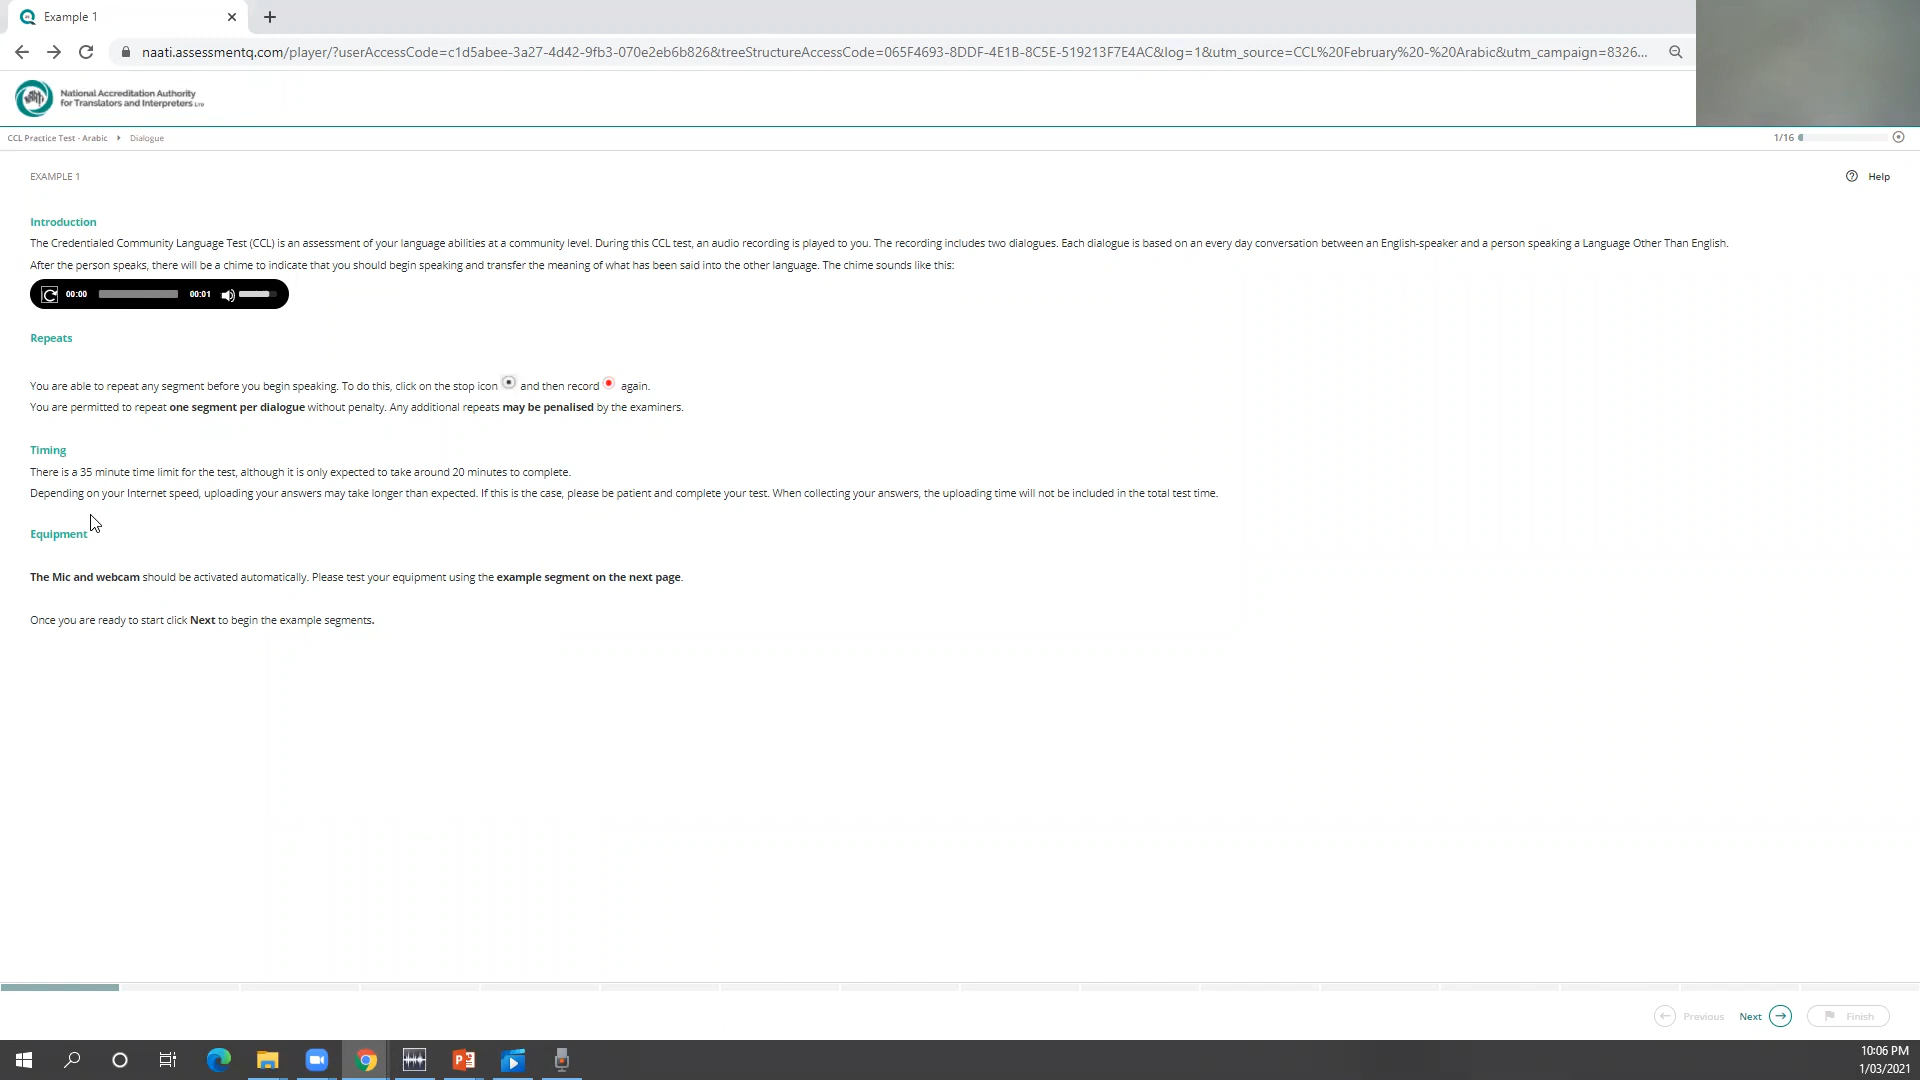 Example 1
naati.assessmentq.com/player/?userAccessCode=c1d5abee-3a27-4d42-9fb3-070e2eb6b826&treeStructureAccessCode=065F4693-8DDF-4E1B-8C5E-519213F7E4AC&log=1&utm_source=CCL%20February%20-%20Arabic&utm_campaign=8326...
National Accreditation Authority
for Translators and Interpreters LTD
CCL Practice Test - Arabic
Dialogue
1/16
EXAMPLE 1
Help
Introduction
The Credentialed Community Language Test (CCL) is an assessment of your language abilities at a community level. During this CCL test, an audio recording is played to you. The recording includes two dialogues. Each dialogue is based on an every day conversation between an English-speaker and a person speaking a Language Other Than English.
After the person speaks, there will be a chime to indicate that you should begin speaking and transfer the meaning of what has been said into the other language. The chime sounds like this:
00:00 00:01
Repeats
You are able to repeat any segment before you begin speaking. To do this, click on the stop icon and then record again.
You are permitted to repeat one segment per dialogue without penalty. Any additional repeats may be penalised by the examiners.
Timing
There is a 35 minute time limit for the test, although it is only expected to take around 20 minutes to complete.
Depending on your Internet speed, uploading your answers may take longer than expected. If this is the case, please be patient and complete your test. When collecting your answers, the uploading time will not be included in the total test time.
Equipment
The Mic and webcam should be activated automatically. Please test your equipment using the example segment on the next page.
Once you are ready to start click Next to begin the example segments.
Previous
Next
Finish
10:06 PM
1/03/2021